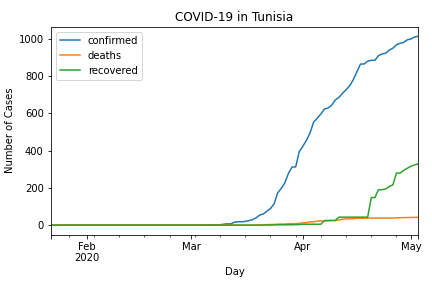 COVID-19 in Tunisia
confirmed
deaths
recovered
1000
800
600
400
200
0
Number of Cases
Feb
2020
Mar
Apr
May
Day